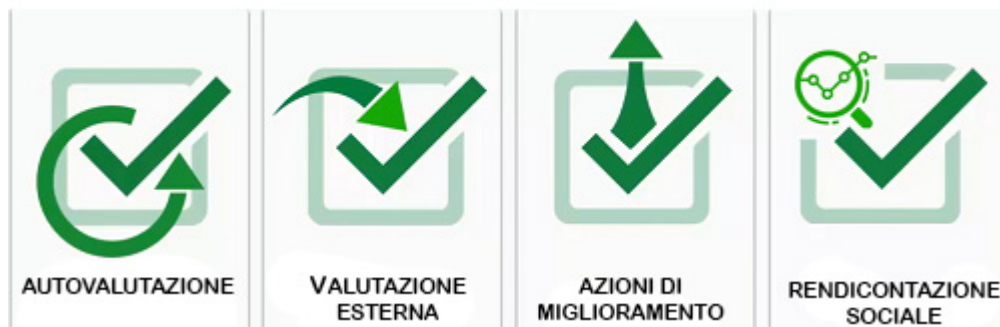 AUTOVALUTAZIONE
VALUTAZIONE
ESTERNA
AZIONI DI
MIGLIORAMENTO
RENDICONTAZIONE
SOCIALE